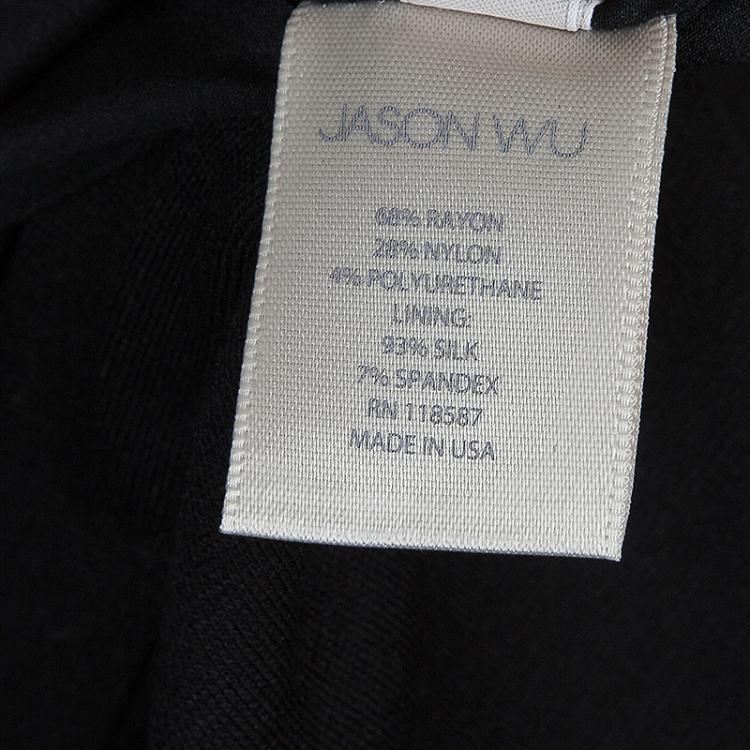 JASON WU
68% RAYON
28% NYLON
4% POLYURETHANE
LINING:
93% SILK
7% SPANDEX
RN 118587
MADE IN USA